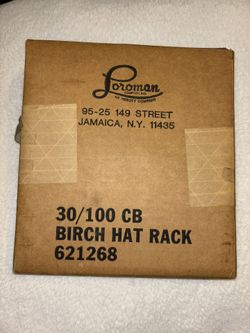 Loroman
95-25 149 STREET
JAMAICA, N.Y. 11435
30/100 CB
BIRCH HAT RACK
621268